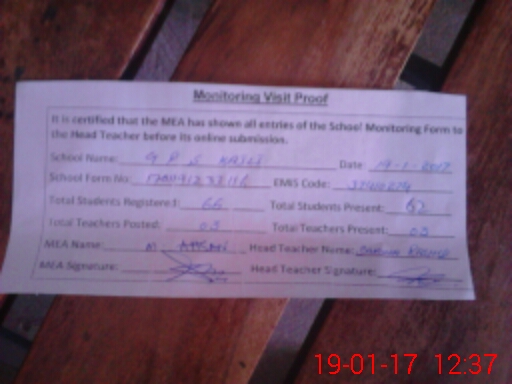 Monitoring Visit Proof
It is certified that the MEA has shown all entries of the School Monitoring Form to
the Head Teacher before its online submission.
School Name: G P S Date: 19-1-2017
School Form No: EMIS Code:
Total Students Registered: 66 Total Students Present: 62
Total Teachers Posted: 03 Total Teachers Present: 03
MEA Name: M Head Teacher Name:
MEA Signature: Head Teacher Signature:
19-01-17 12:37